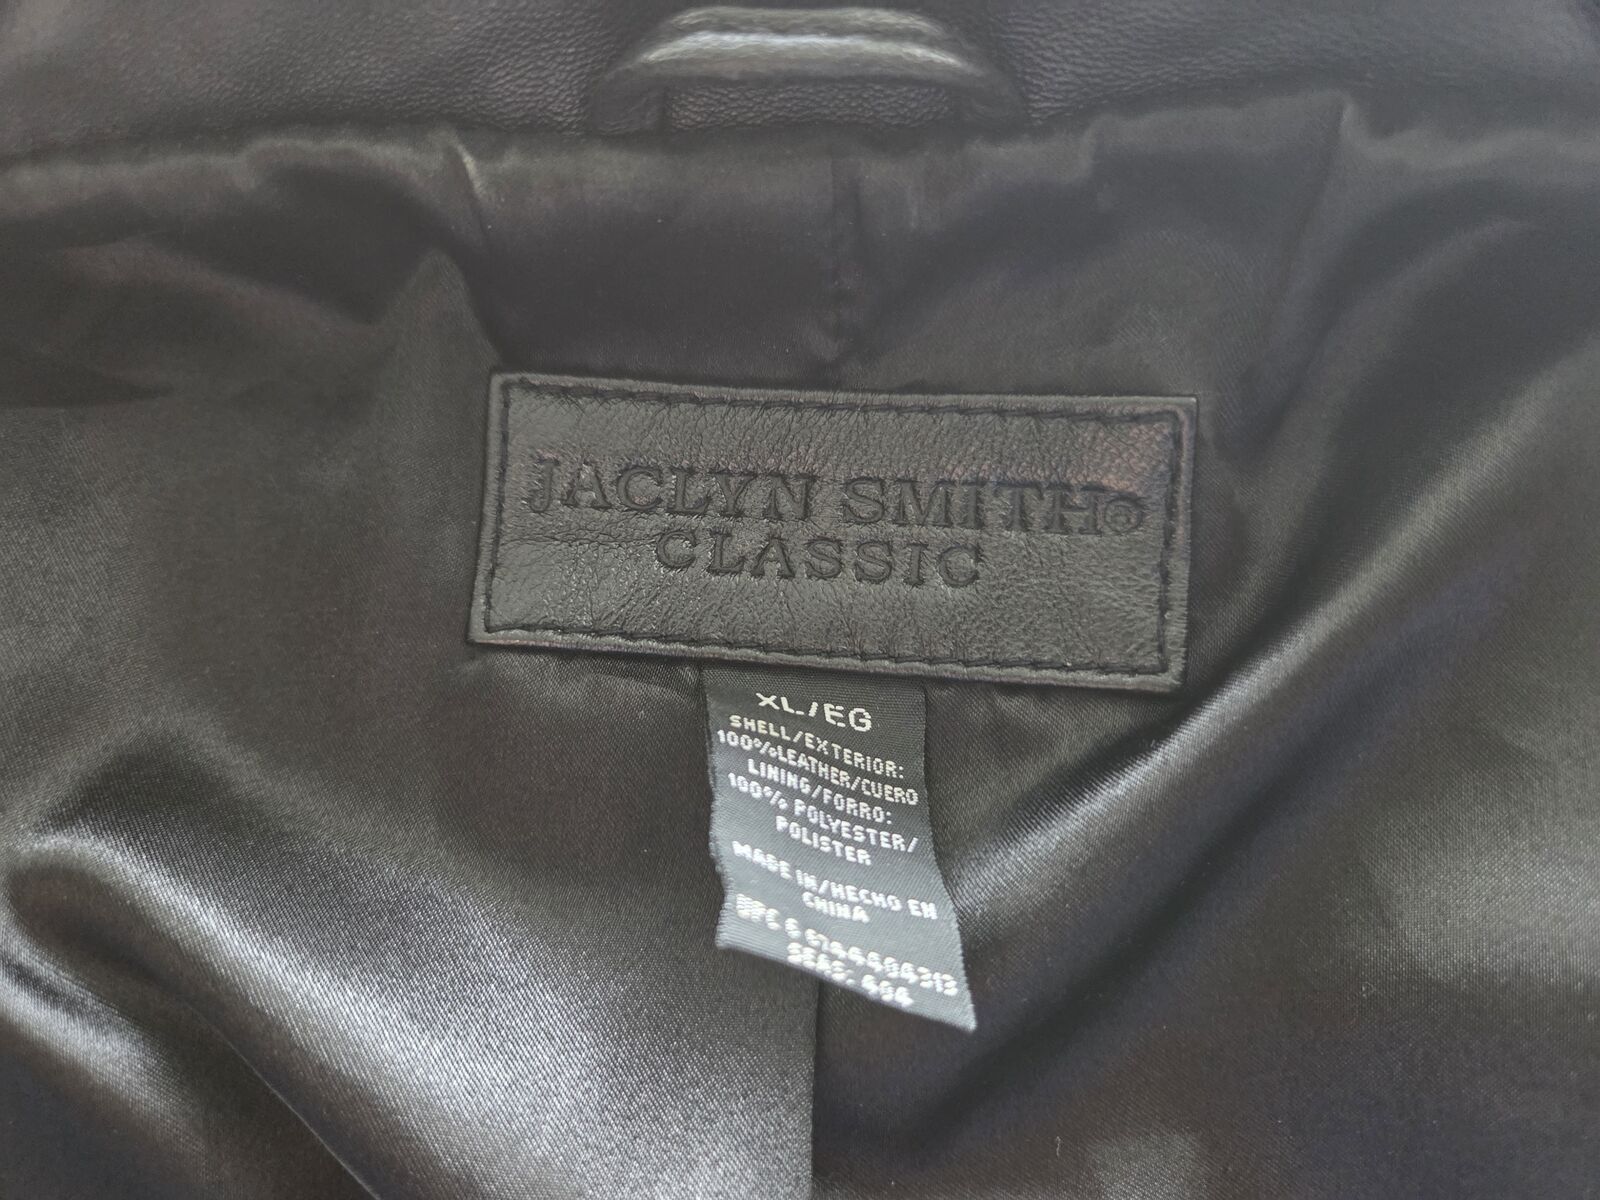 JACLYN SMITH®
CLASSIC
XL/EG
SHELL/EXTERIOR:
100%LEATHER/CUERO
LINING/FORRO:
100% POLYESTER/
POLISTER
MADE IN/HECHO EN
CHINA